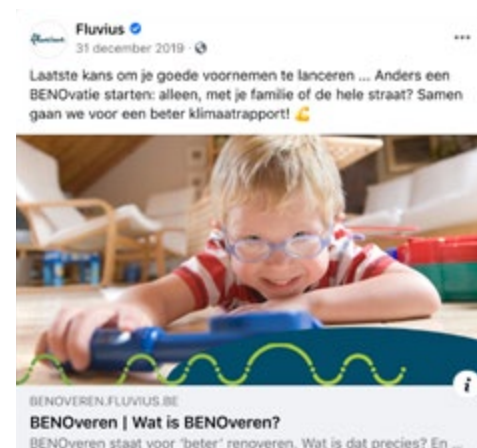 Fluvius
31 december 2019
Laatste kans om je goede voornemen te lanceren ... Anders een
BENOvatie starten: alleen, met je familie of de hele straat? Samen
gaan we voor een beter klimaatrapport! 💪
i
BENOVEREN.FLUVIUS.BE
BENOveren | Wat is BENOveren?
BENOveren staat voor 'beter' renoveren. Wat is dat precies? En ...